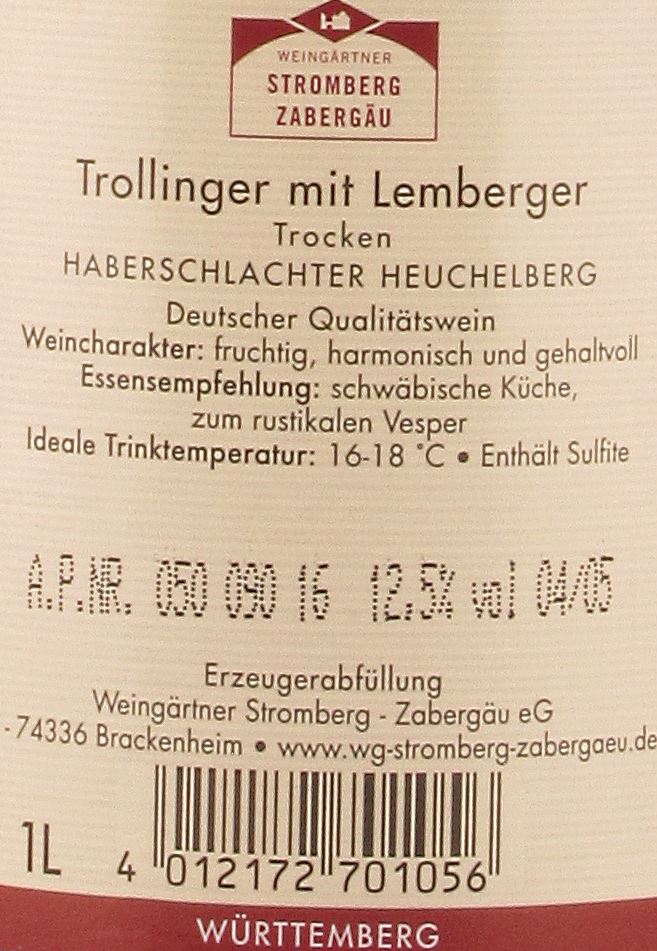 WEINGÄRTNER
STROMBERG
ZABERGÄU
Trollinger mit Lemberger
Trocken
HABERSCHLACHTER HEUCHELBERG
Deutscher Qualitätswein
Weincharakter: fruchtig, harmonisch und gehaltvoll
Essensempfehlung: schwäbische Küche,
zum rustikalen Vesper
Ideale Trinktemperatur: 16-18 °C • Enthält Sulfite
A.P.NR. 050 090 16 12,5% vol 04/05
Erzeugerabfüllung
Weingärtner Stromberg - Zabergäu eG
-74336 Brackenheim • www.wg-stromberg-zabergaeu.de
1L 4 012172 701056
WÜRTTEMBERG